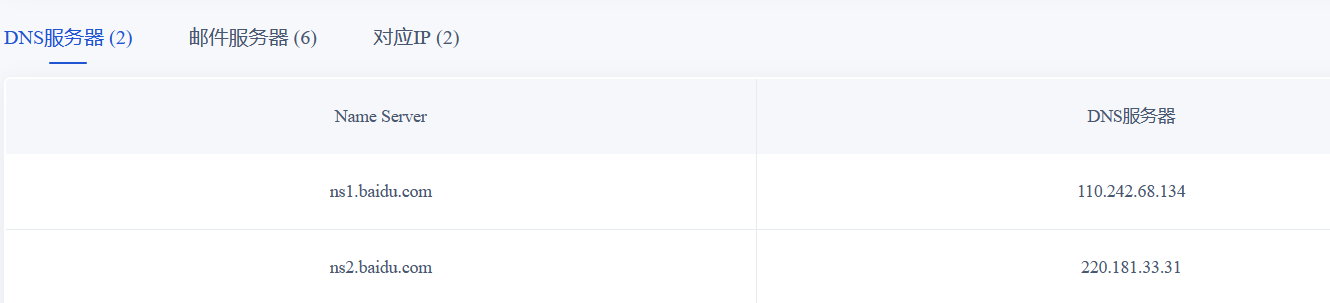 DNS服务器 (2) 邮件服务器 (6) 对应IP (2)
Name Server DNS服务器
ns1.baidu.com 110.242.68.134
ns2.baidu.com 220.181.33.31